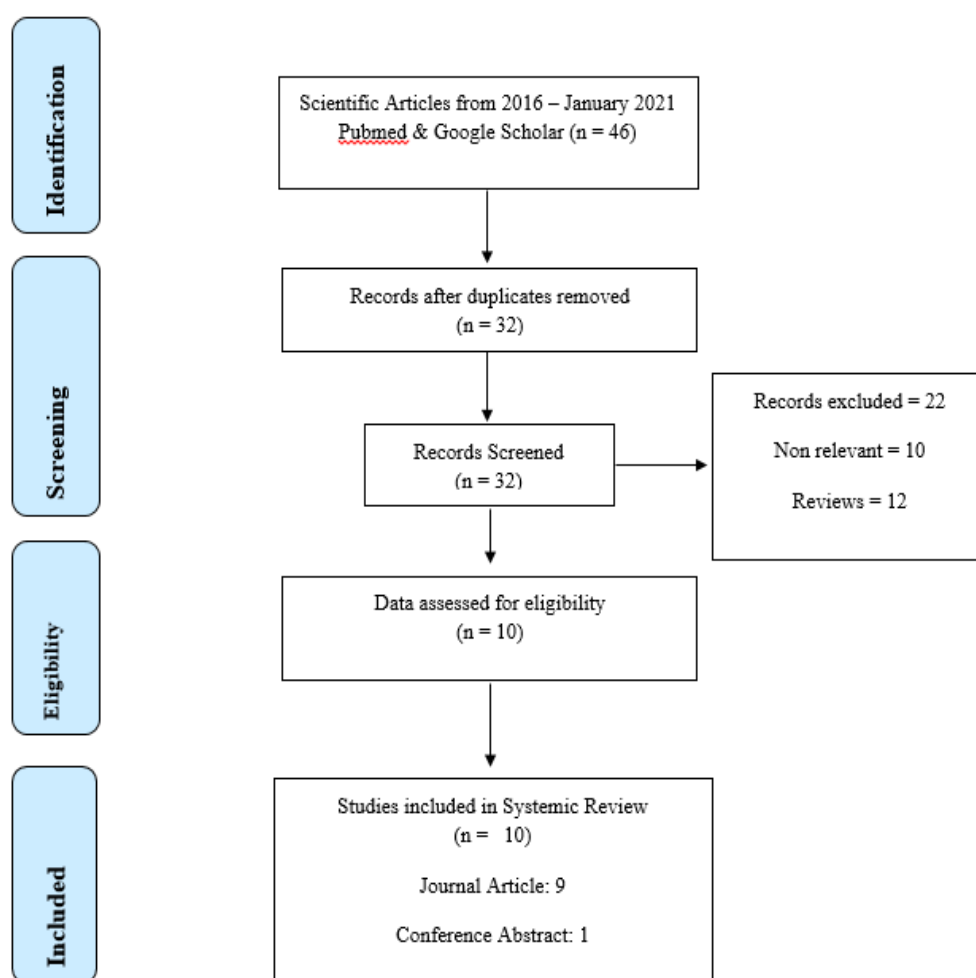 Identification
Scientific Articles from 2016 – January 2021
Pubmed & Google Scholar (n = 46)
Screening
Records after duplicates removed
(n = 32)
Records Screened
(n = 32)
Records excluded = 22
Non relevant = 10
Reviews = 12
Eligibility
Data assessed for eligibility
(n = 10)
Included
Studies included in Systemic Review
(n = 10)
Journal Article: 9
Conference Abstract: 1